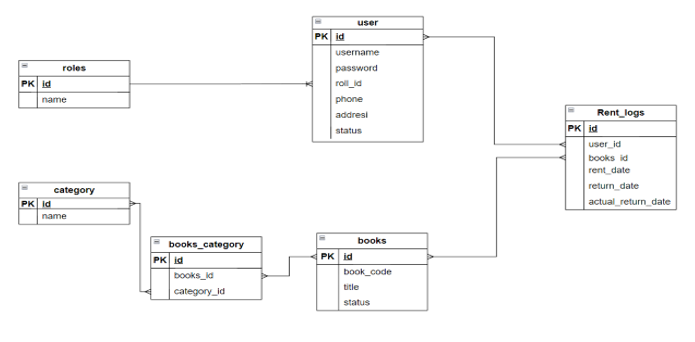 user
PK id
username
password
roll_id
phone
addresl
status
roles
PK id
name
Rent_logs
PK id
user_id
books_id
rent_date
return_date
actual_return_date
category
PK id
name
books_category
PK id
books_id
category_id
books
PK id
book_code
title
status